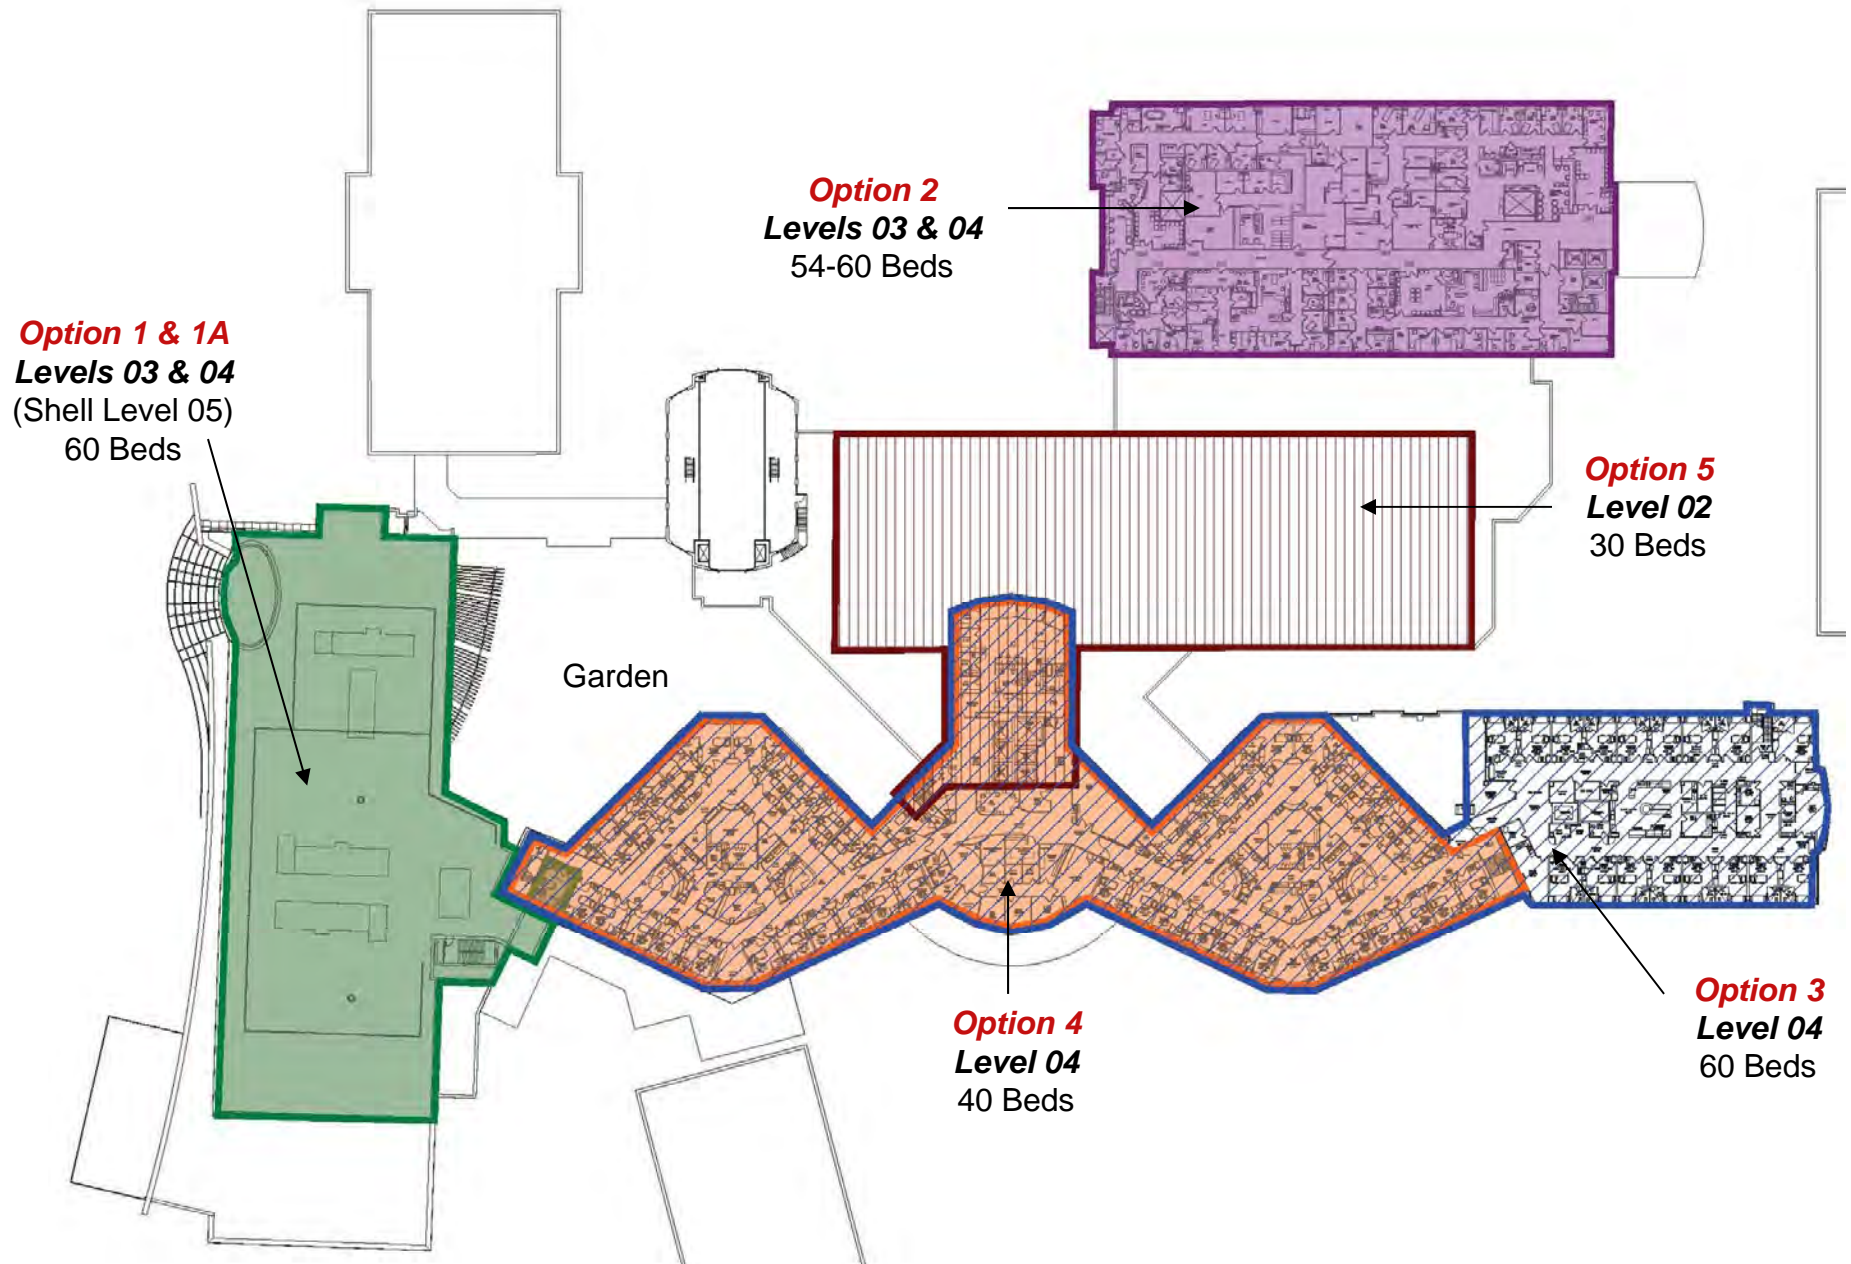 Option 2
Levels 03 & 04
54-60 Beds
Option 1 & 1A
Levels 03 & 04
(Shell Level 05)
60 Beds
Option 5
Level 02
30 Beds
Garden
Option 4
Level 04
40 Beds
Option 3
Level 04
60 Beds